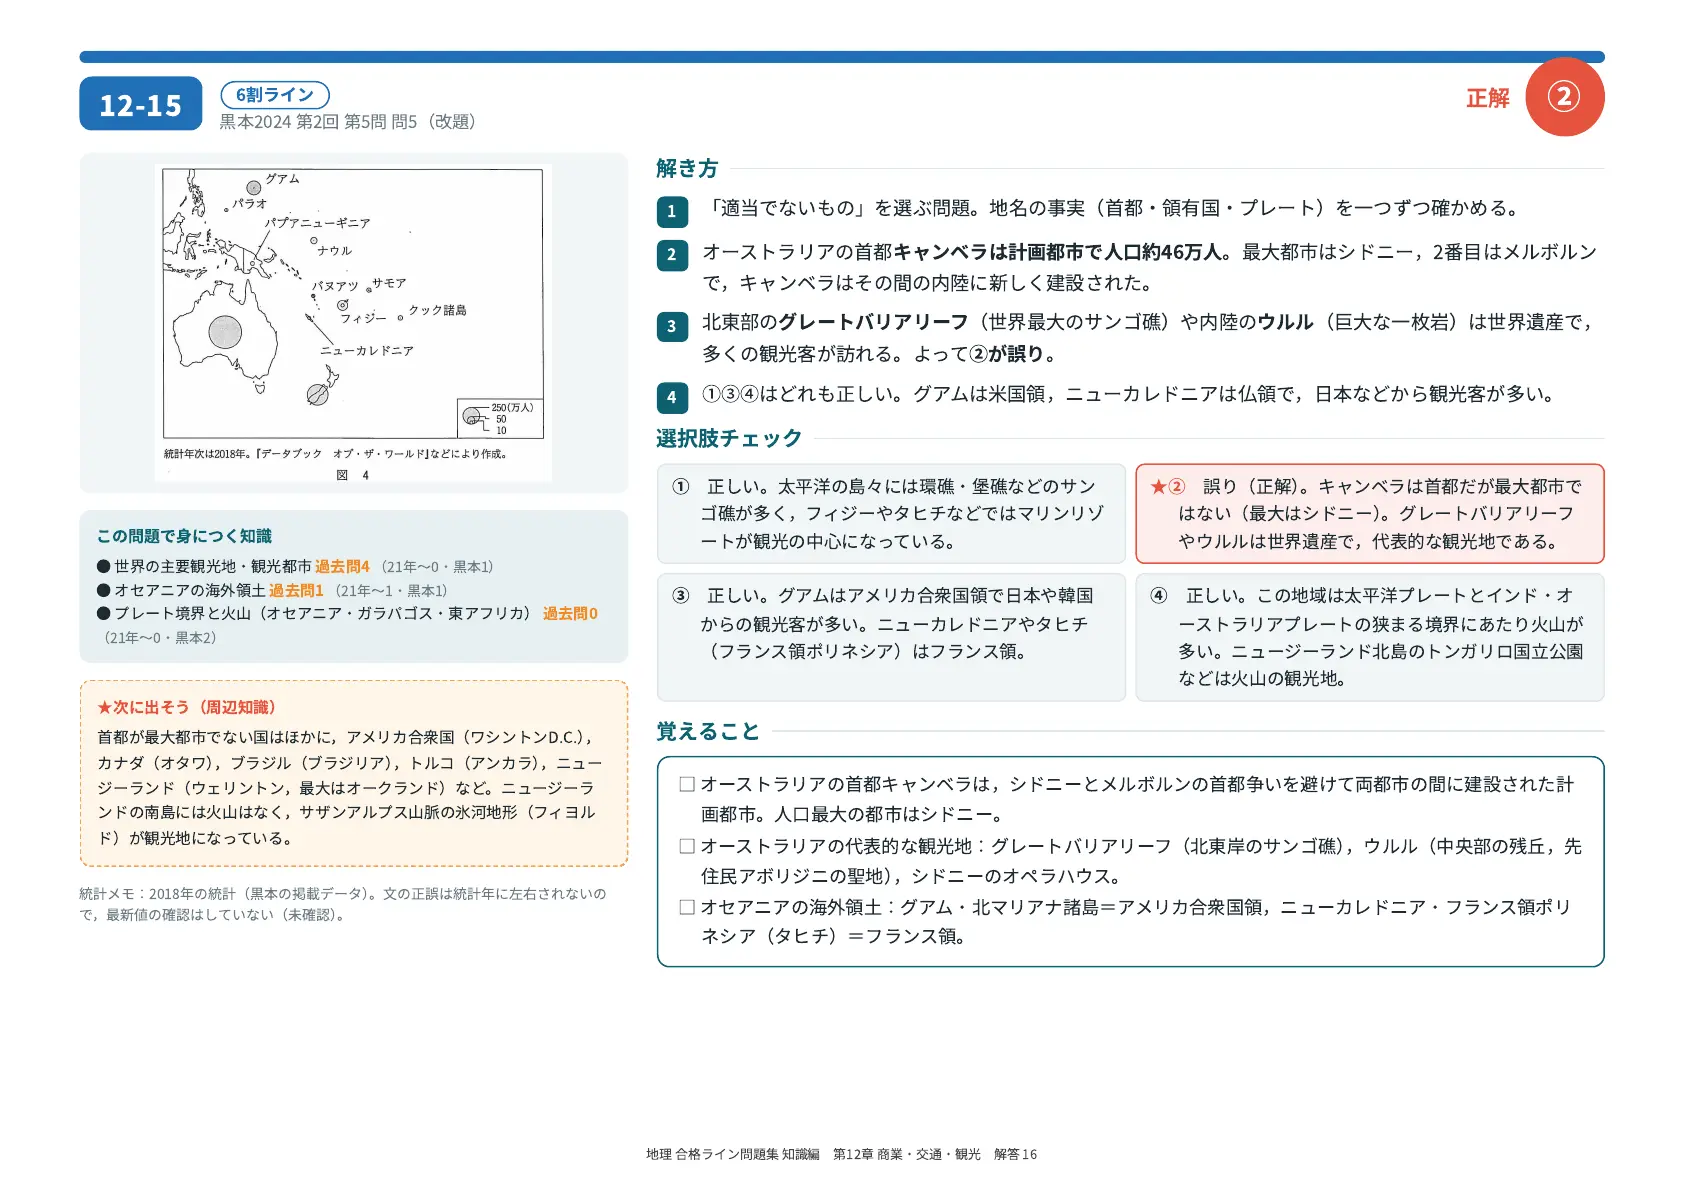 12-15
6割ライン
黒本2024 第2回 第5問 問5（改題）
正解
②
グアム
パラオ
パプアニューギニア
ナウル
バヌアツ
サモア
フィジー
クック諸島
ニューカレドニア
250(万人)
50
10
統計年次は2018年。『データブック オブ・ザ・ワールド』などにより作成。
図 4
この問題で身につく知識
● 世界の主要観光地・観光都市 過去問4 （21年〜0・黒本1）
● オセアニアの海外領土 過去問1 （21年〜1・黒本1）
● プレート境界と火山（オセアニア・ガラパゴス・東アフリカ） 過去問0
（21年〜0・黒本2）
★次に出そう（周辺知識）
首都が最大都市でない国はほかに，アメリカ合衆国（ワシントンD.C.），
カナダ（オタワ），ブラジル（ブラジリア），トルコ（アンカラ），ニュー
ジーランド（ウェリントン，最大はオークランド）など。ニュージーラ
ンドの南島には火山はなく，サザンアルプス山脈の氷河地形（フィヨル
ド）が観光地になっている。
統計メモ：2018年の統計（黒本の掲載データ）。文の正誤は統計年に左右されないの
で，最新値の確認はしていない（未確認）。
解き方
1 「適当でないもの」を選ぶ問題。地名の事実（首都・領有国・プレート）を一つずつ確かめる。
2 オーストラリアの首都キャンベラは計画都市で人口約46万人。最大都市はシドニー，2番目はメルボルン
で，キャンベラはその間の内陸に新しく建設された。
3 北東部のグレートバリアリーフ（世界最大のサンゴ礁）や内陸のウルル（巨大な一枚岩）は世界遺産で，
多くの観光客が訪れる。よって②が誤り。
4 ①③④はどれも正しい。グアムは米国領，ニューカレドニアは仏領で，日本などから観光客が多い。
選択肢チェック
① 正しい。太平洋の島々には環礁・堡礁などのサン
ゴ礁が多く，フィジーやタヒチなどではマリンリゾ
ートが観光の中心になっている。
★② 誤り（正解）。キャンベラは首都だが最大都市で
はない（最大はシドニー）。グレートバリアリーフ
やウルルは世界遺産で，代表的な観光地である。
③ 正しい。グアムはアメリカ合衆国領で日本や韓国
からの観光客が多い。ニューカレドニアやタヒチ
（フランス領ポリネシア）はフランス領。
④ 正しい。この地域は太平洋プレートとインド・オ
ーストラリアプレートの狭まる境界にあたり火山が
多い。ニュージーランド北島のトンガリロ国立公園
などは火山の観光地。
覚えること
□ オーストラリアの首都キャンベラは，シドニーとメルボルンの首都争いを避けて両都市の間に建設された計
画都市。人口最大の都市はシドニー。
□ オーストラリアの代表的な観光地：グレートバリアリーフ（北東岸のサンゴ礁），ウルル（中央部の残丘，先
住民アボリジニの聖地），シドニーのオペラハウス。
□ オセアニアの海外領土：グアム・北マリアナ諸島＝アメリカ合衆国領，ニューカレドニア・フランス領ポリ
ネシア（タヒチ）＝フランス領。
地理 合格ライン問題集 知識編 第12章 商業・交通・観光 解答16